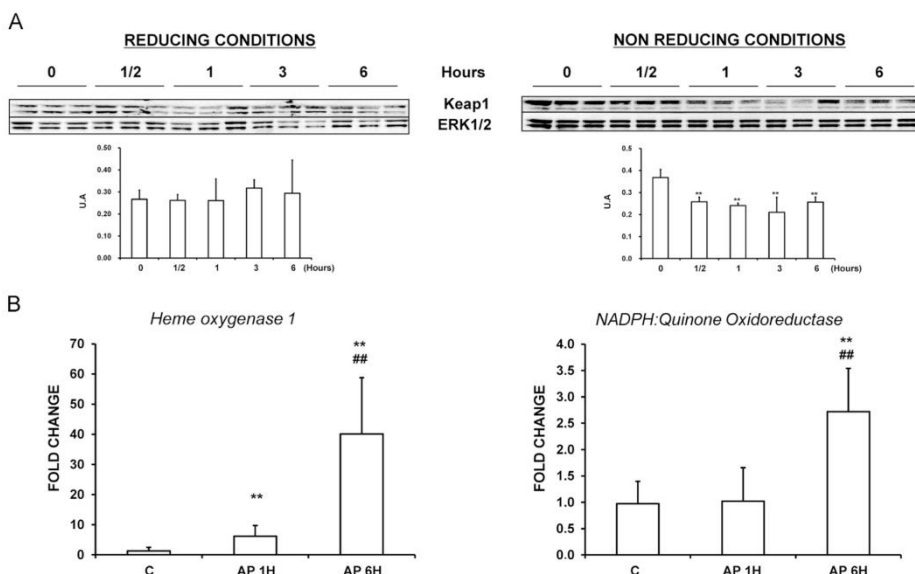 A
REDUCING CONDITIONS
NON REDUCING CONDITIONS
0 1/2 1 3 6 Hours 0 1/2 1 3 6
Keap1
ERK1/2
0.50
0.40
0.30
0.20
0.10
0.00
U.A
0 1/2 1 3 6 (Hours)
0.5
0.4
0.3
0.2
0.1
0.0
U.A
** ** ** **
0 1/2 1 3 6 (Hours)
B
Heme oxygenase 1
70
60
50
40
30
20
10
0
FOLD CHANGE
**
**
##
C AP 1H AP 6H
NADPH:Quinone Oxidoreductase
4.0
3.5
3.0
2.5
2.0
1.5
1.0
0.5
0.0
FOLD CHANGE
**
##
C AP 1H AP 6H